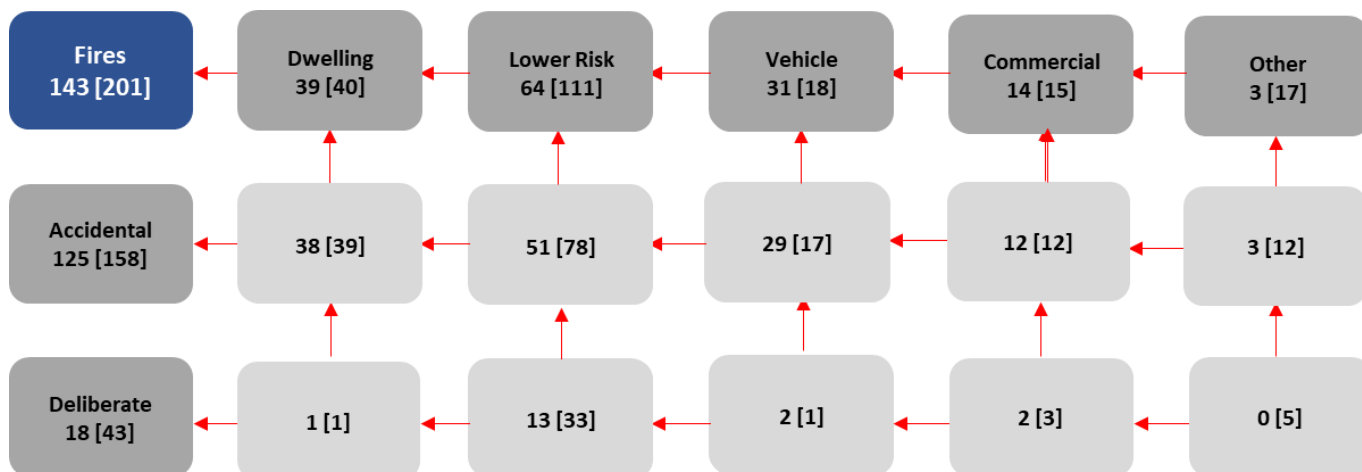 Fires
143 [201]
Dwelling
39 [40]
Lower Risk
64 [111]
Vehicle
31 [18]
Commercial
14 [15]
Other
3 [17]
Accidental
125 [158]
38 [39]
51 [78]
29 [17]
12 [12]
3 [12]
Deliberate
18 [43]
1 [1]
13 [33]
2 [1]
2 [3]
0 [5]